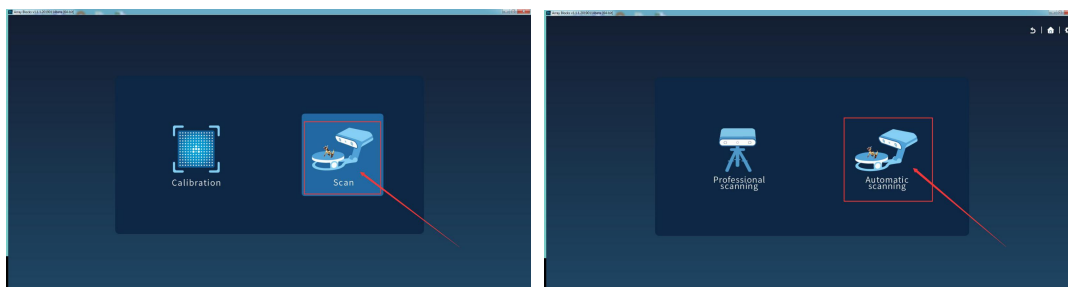 Calibration
Scan
Professional
scanning
Automatic
scanning